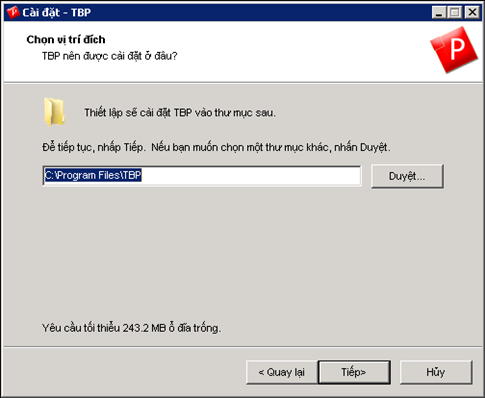 Cài đặt - TBP
Chọn vị trí đích
TBP nên được cài đặt ở đâu?
P
Thiết lập sẽ cài đặt TBP vào thư mục sau.
Để tiếp tục, nhấp Tiếp. Nếu bạn muốn chọn một thư mục khác, nhấn Duyệt.
C:\Program Files\TBP
Duyệt...
Yêu cầu tối thiểu 243.2 MB ổ đĩa trống.
< Quay lại
Tiếp>
Hủy